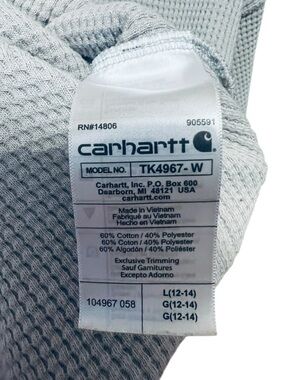 RN#14806 905591
carhartt
MODEL NO. TK4967-W
Carhartt, Inc. P.O. Box 600
Dearborn, MI 48121 USA
carhartt.com
Made in Vietnam
Fabriqué au Vietnam
Hecho en Vietnam
60% Cotton / 40% Polyester
60% Coton / 40% Polyester
60% Algodón / 40% Poliéster
Exclusive Trimming
Sauf Garnitures
Excepto Adornos
L(12-14)
104967 058 G(12-14)
G(12-14)